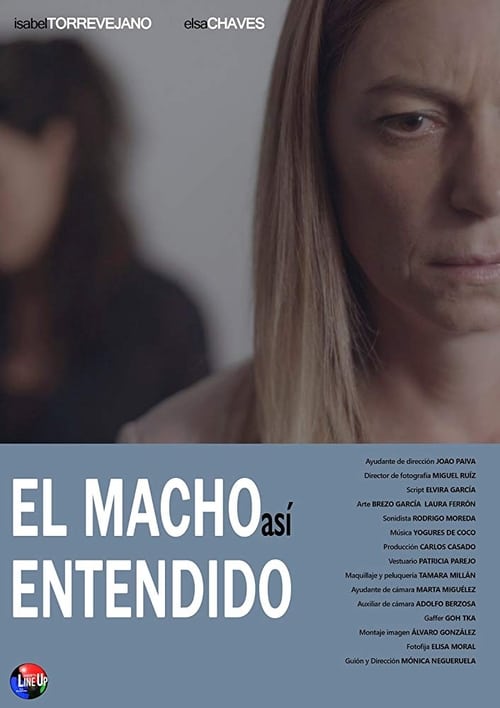 isabelTORREVEJANO elsaCHAVES
Ayudante de dirección JOAO PAIVA
Director de fotografía MIGUEL RUÍZ
Script ELVIRA GARCÍA
Arte BREZO GARCÍA LAURA FERRÓN
Sonidista RODRIGO MOREDA
Música YOGURES DE COCO
Producción CARLOS CASADO
Vestuario PATRICIA PAREJO
Maquillaje y peluquería TAMARA MILLÁN
Ayudante de cámara MARTA MIGUÉLEZ
Auxiliar de cámara ADOLFO BERZOSA
Gaffer GOH TKA
Montaje imagen ÁLVARO GONZÁLEZ
Fotofija ELISA MORAL
Guión y Dirección MÓNICA NEGUERUELA
EL MACHO así
ENTENDIDO
LINE UP